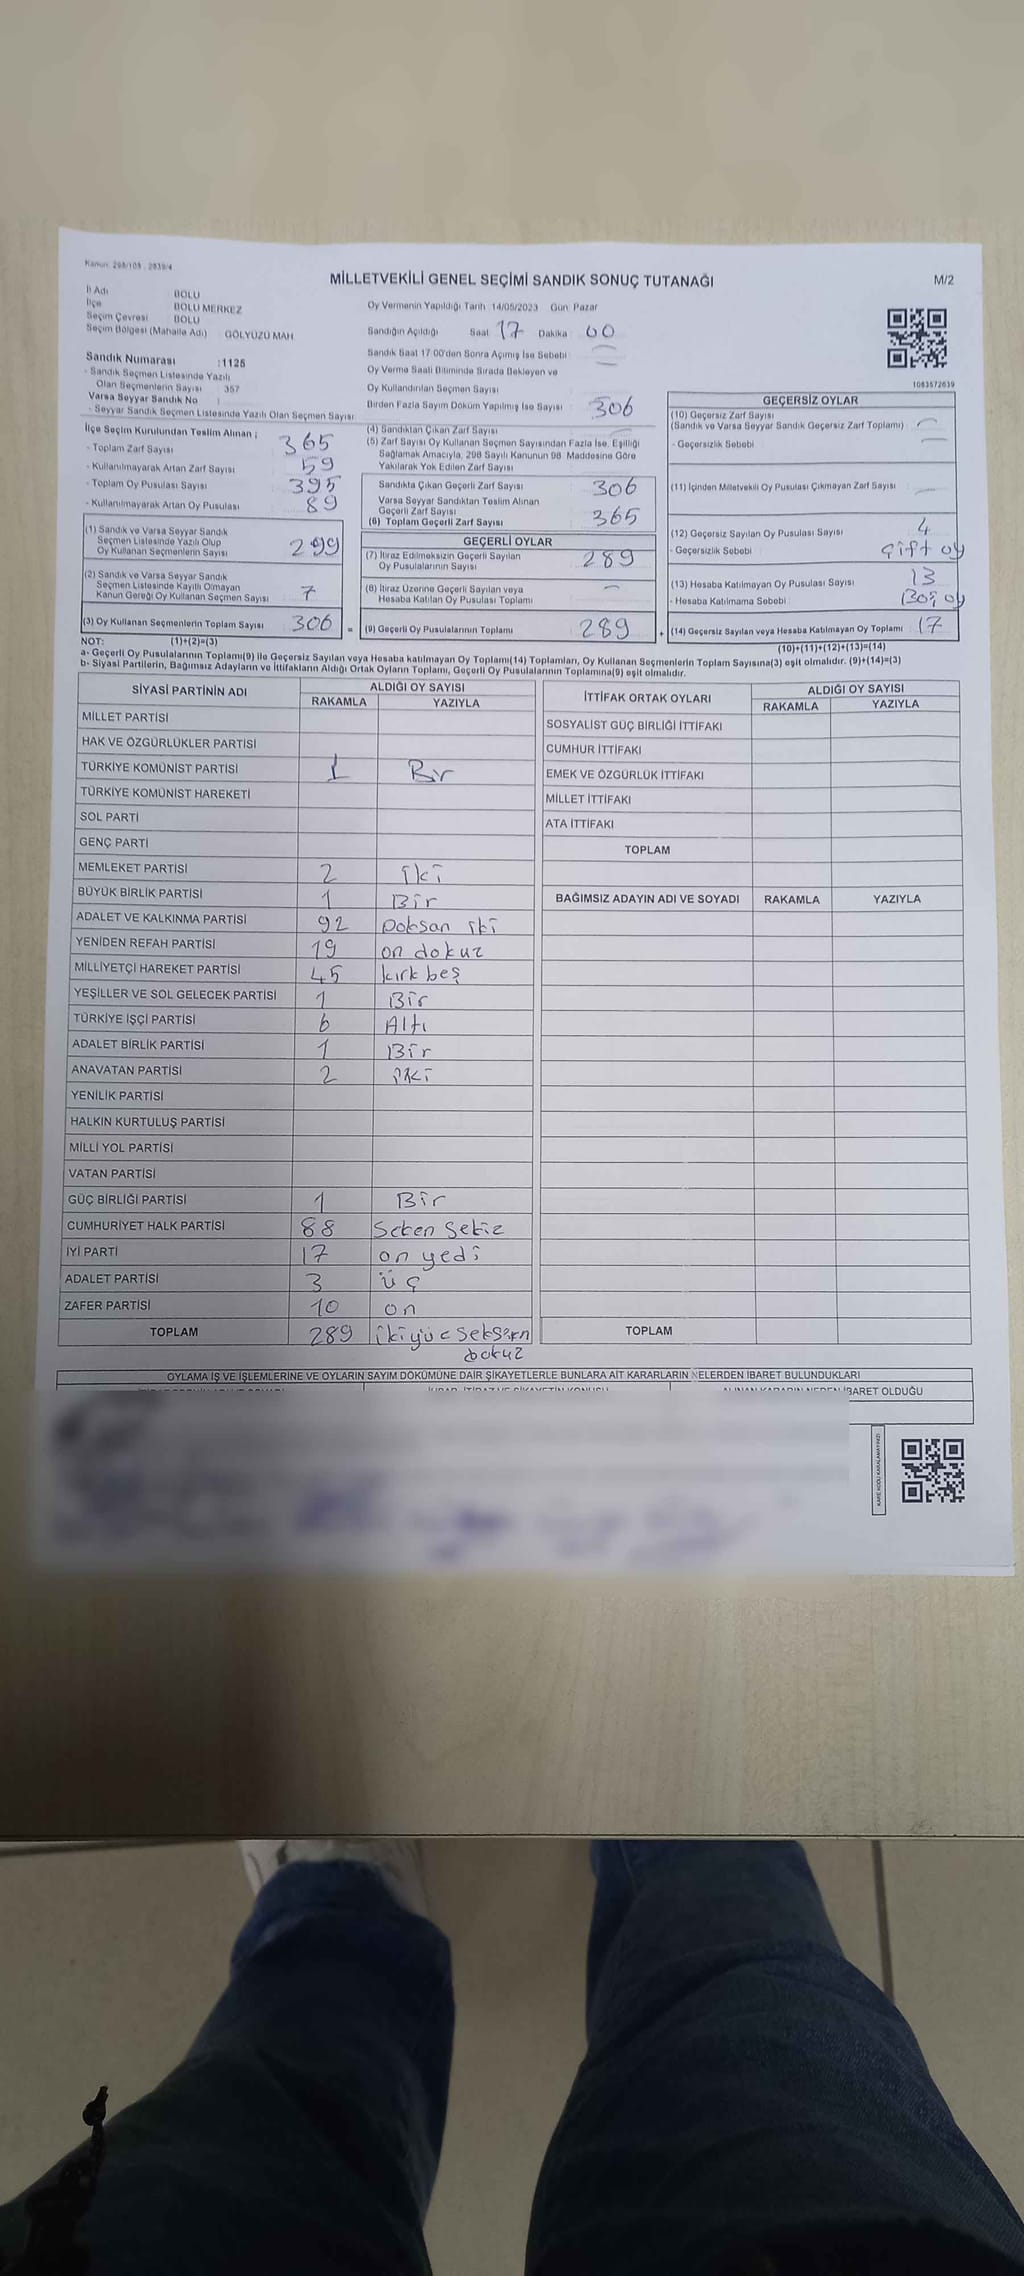 Kanun: 298/105 , 2839/4
MİLLETVEKİLİ GENEL SEÇİMİ SANDIK SONUÇ TUTANAĞI
M/2
İl Adı BOLU
İlçe BOLU MERKEZ
Seçim Çevresi BOLU
Seçim Bölgesi (Mahalle Adı) : GÖLYÜZÜ MAH.
Oy Vermenin Yapıldığı Tarih 14/05/2023 Gün: Pazar
Sandığın Açıldığı Saat 17 Dakika : 00
Sandık Saat 17:00'den Sonra Açımış İse Sebebi :
Oy Verme Saati Bitiminde Sırada Bekleyen ve
Oy Kullandırılan Seçmen Sayısı
Birden Fazla Sayım Döküm Yapılmış İse Sayısı 306
Sandık Numarası :1125
- Sandık Seçmen Listesinde Yazılı
Olan Seçmenlerin Sayısı : 357
Varsa Seyyar Sandık No :
- Seyyar Sandık Seçmen Listesinde Yazılı Olan Seçmen Sayısı:
İlçe Seçim Kurulundan Teslim Alınan ;
- Toplam Zarf Sayısı 365
- Kullanılmayarak Artan Zarf Sayısı 59
- Toplam Oy Pusulası Sayısı 395
- Kullanılmayarak Artan Oy Pusulası 89
(1) Sandık ve Varsa Seyyar Sandık
Seçmen Listesinde Yazılı Olup
Oy Kullanan Seçmenlerin Sayısı 299
(2) Sandık ve Varsa Seyyar Sandık
Seçmen Listesinde Kayıtlı Olmayan
Kanun Gereği Oy Kullanan Seçmen Sayısı 7
(3) Oy Kullanan Seçmenlerin Toplam Sayısı 306 =
(4) Sandıktan Çıkan Zarf Sayısı
(5) Zarf Sayısı Oy Kullanan Seçmen Sayısından Fazla İse, Eşitliği
Sağlamak Amacıyla, 298 Sayılı Kanunun 98. Maddesine Göre
Yakılarak Yok Edilen Zarf Sayısı
Sandıkta Çıkan Geçerli Zarf Sayısı 306
Varsa Seyyar Sandıktan Teslim Alınan
Geçerli Zarf Sayısı
(6) Toplam Geçerli Zarf Sayısı 365
GEÇERLİ OYLAR
(7) İtiraz Edilmeksizin Geçerli Sayılan
Oy Pusulalarının Sayısı 289
(8) İtiraz Üzerine Geçerli Sayılan veya
Hesaba Katılan Oy Pusulası Toplamı –
(9) Geçerli Oy Pusulalarının Toplamı 289 +
1083572639
GEÇERSİZ OYLAR
(10) Geçersiz Zarf Sayısı
(Sandık ve Varsa Seyyar Sandık Geçersiz Zarf Toplamı)
- Geçersizlik Sebebi :
(11) İçinden Milletvekili Oy Pusulası Çıkmayan Zarf Sayısı
(12) Geçersiz Sayılan Oy Pusulası Sayısı 4
- Geçersizlik Sebebi : çift oy
(13) Hesaba Katılmayan Oy Pusulası Sayısı 13
- Hesaba Katılmama Sebebi : Boş oy
(14) Geçersiz Sayılan veya Hesaba Katılmayan Oy Toplamı 17
(10)+(11)+(12)+(13)=(14)
NOT: (1)+(2)=(3)
a- Geçerli Oy Pusulalarının Toplamı(9) ile Geçersiz Sayılan veya Hesaba katılmayan Oy Toplamı(14) Toplamları, Oy Kullanan Seçmenlerin Toplam Sayısına(3) eşit olmalıdır. (9)+(14)=(3)
b- Siyasi Partilerin, Bağımsız Adayların ve İttifakların Aldığı Ortak Oyların Toplamı, Geçerli Oy Pusulalarının Toplamına(9) eşit olmalıdır.
SİYASİ PARTİNİN ADI ALDIĞI OY SAYISI
RAKAMLA YAZIYLA
MİLLET PARTİSİ
HAK VE ÖZGÜRLÜKLER PARTİSİ
TÜRKİYE KOMÜNİST PARTİSİ 1 Bir
TÜRKİYE KOMÜNİST HAREKETİ
SOL PARTİ
GENÇ PARTİ
MEMLEKET PARTİSİ 2 iki
BÜYÜK BİRLİK PARTİSİ 1 Bir
ADALET VE KALKINMA PARTİSİ 92 Doksan iki
YENİDEN REFAH PARTİSİ 19 on dokuz
MİLLİYETÇİ HAREKET PARTİSİ 45 kırk beş
YEŞİLLER VE SOL GELECEK PARTİSİ 1 Bir
TÜRKİYE İŞÇİ PARTİSİ 6 Altı
ADALET BİRLİK PARTİSİ 1 Bir
ANAVATAN PARTİSİ 2 iki
YENİLİK PARTİSİ
HALKIN KURTULUŞ PARTİSİ
MİLLİ YOL PARTİSİ
VATAN PARTİSİ
GÜÇ BİRLİĞİ PARTİSİ 1 Bir
CUMHURİYET HALK PARTİSİ 88 Seksen Sekiz
İYİ PARTİ 17 on yedi
ADALET PARTİSİ 3 üç
ZAFER PARTİSİ 10 on
TOPLAM 289 ikiyüz seksen
dokuz
İTTİFAK ORTAK OYLARI ALDIĞI OY SAYISI
RAKAMLA YAZIYLA
SOSYALİST GÜÇ BİRLİĞİ İTTİFAKI
CUMHUR İTTİFAKI
EMEK VE ÖZGÜRLÜK İTTİFAKI
MİLLET İTTİFAKI
ATA İTTİFAKI
TOPLAM
BAĞIMSIZ ADAYIN ADI VE SOYADI RAKAMLA YAZIYLA
TOPLAM
OYLAMA İŞ VE İŞLEMLERİNE VE OYLARIN SAYIM DÖKÜMÜNE DAİR ŞİKAYETLERLE BUNLARA AİT KARARLARIN NELERDEN İBARET BULUNDUKLARI
ALINAN KARARIN NEDEN İBARET OLDUĞU